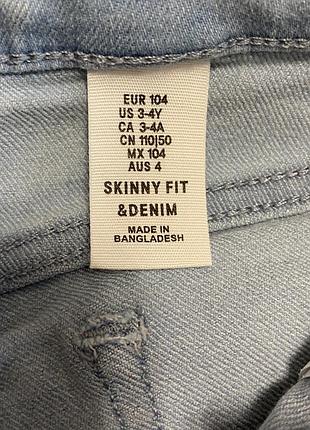 EUR 104
US 3-4Y
CA 3-4A
CN 110|50
MX 104
AUS 4
SKINNY FIT
&DENIM
MADE IN
BANGLADESH